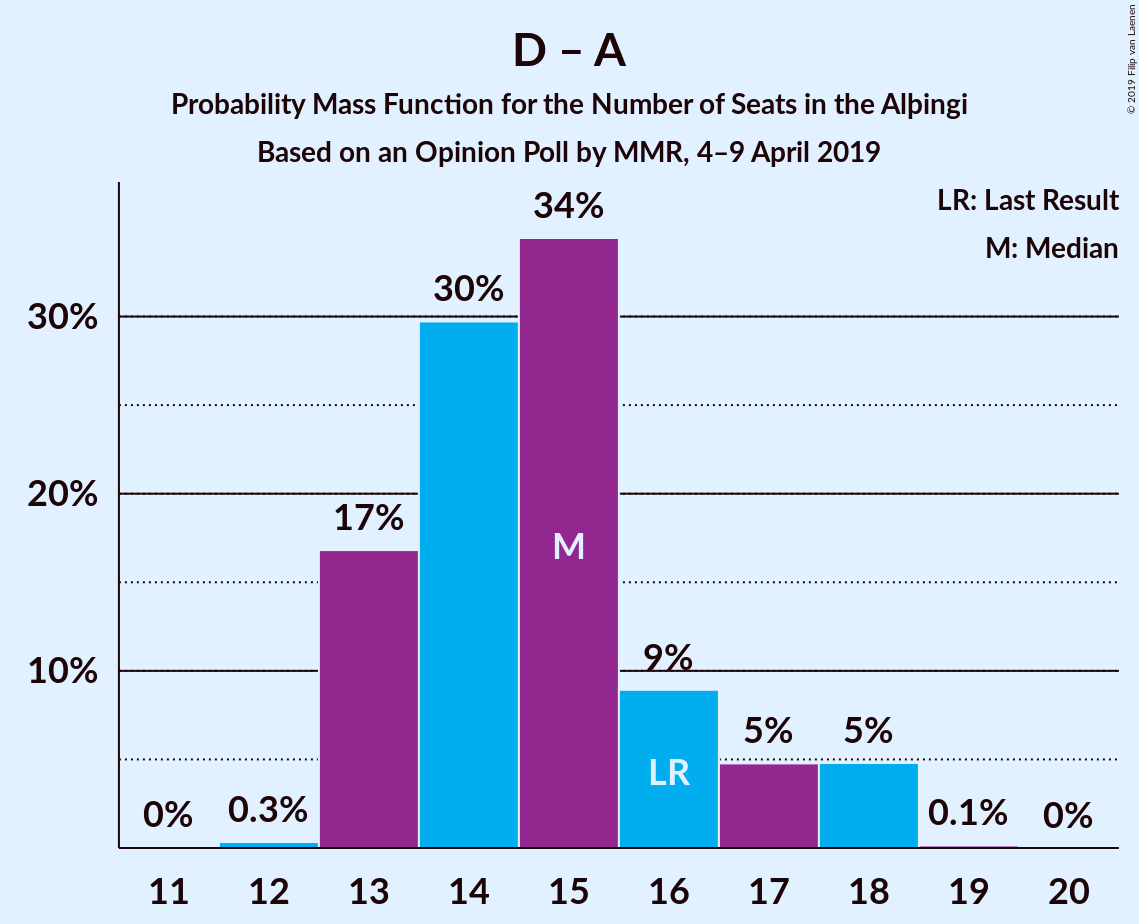 D – A
Probability Mass Function for the Number of Seats in the Alþingi
Based on an Opinion Poll by MMR, 4–9 April 2019
© 2019 Filip van Laenen
LR: Last Result
M: Median
34%
30%
30%
20%
17%
M
10%
9%
5%
5%
LR
0%
0.3%
0.1%
0%
11 12 13 14 15 16 17 18 19 20